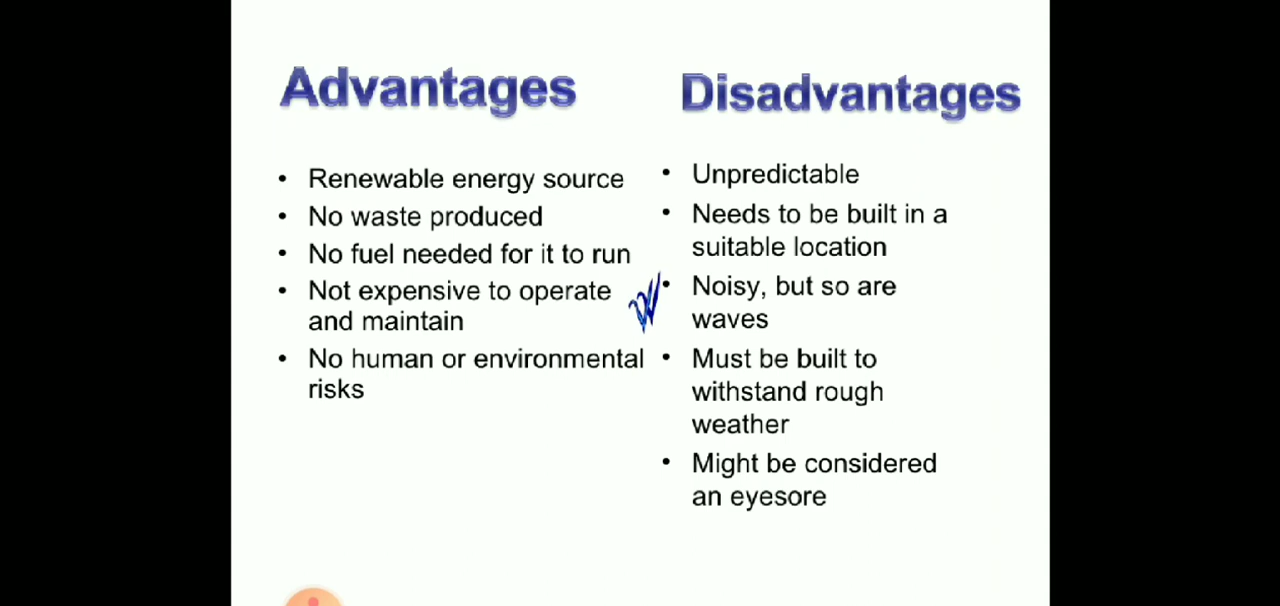 Advantages
• Renewable energy source
• No waste produced
• No fuel needed for it to run
• Not expensive to operate
and maintain
• No human or environmental
risks
Disadvantages
• Unpredictable
• Needs to be built in a
suitable location
• Noisy, but so are
waves
• Must be built to
withstand rough
weather
• Might be considered
an eyesore